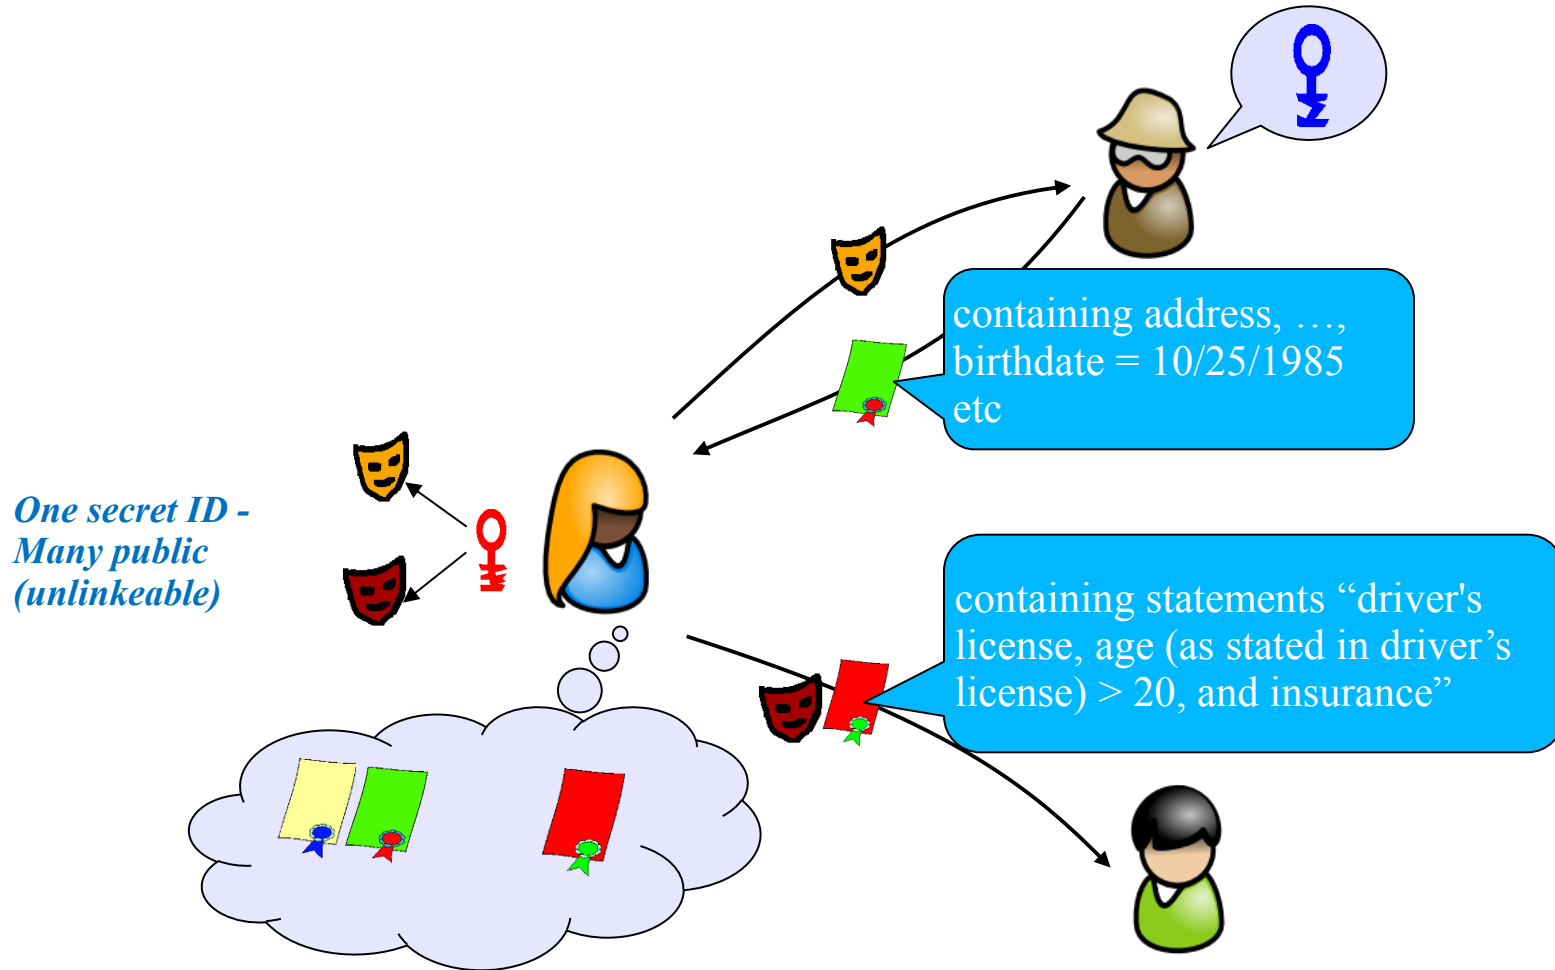 containing address, …,
birthdate = 10/25/1985
etc
One secret ID -
Many public
(unlinkeable)
containing statements “driver's
license, age (as stated in driver’s
license) > 20, and insurance”